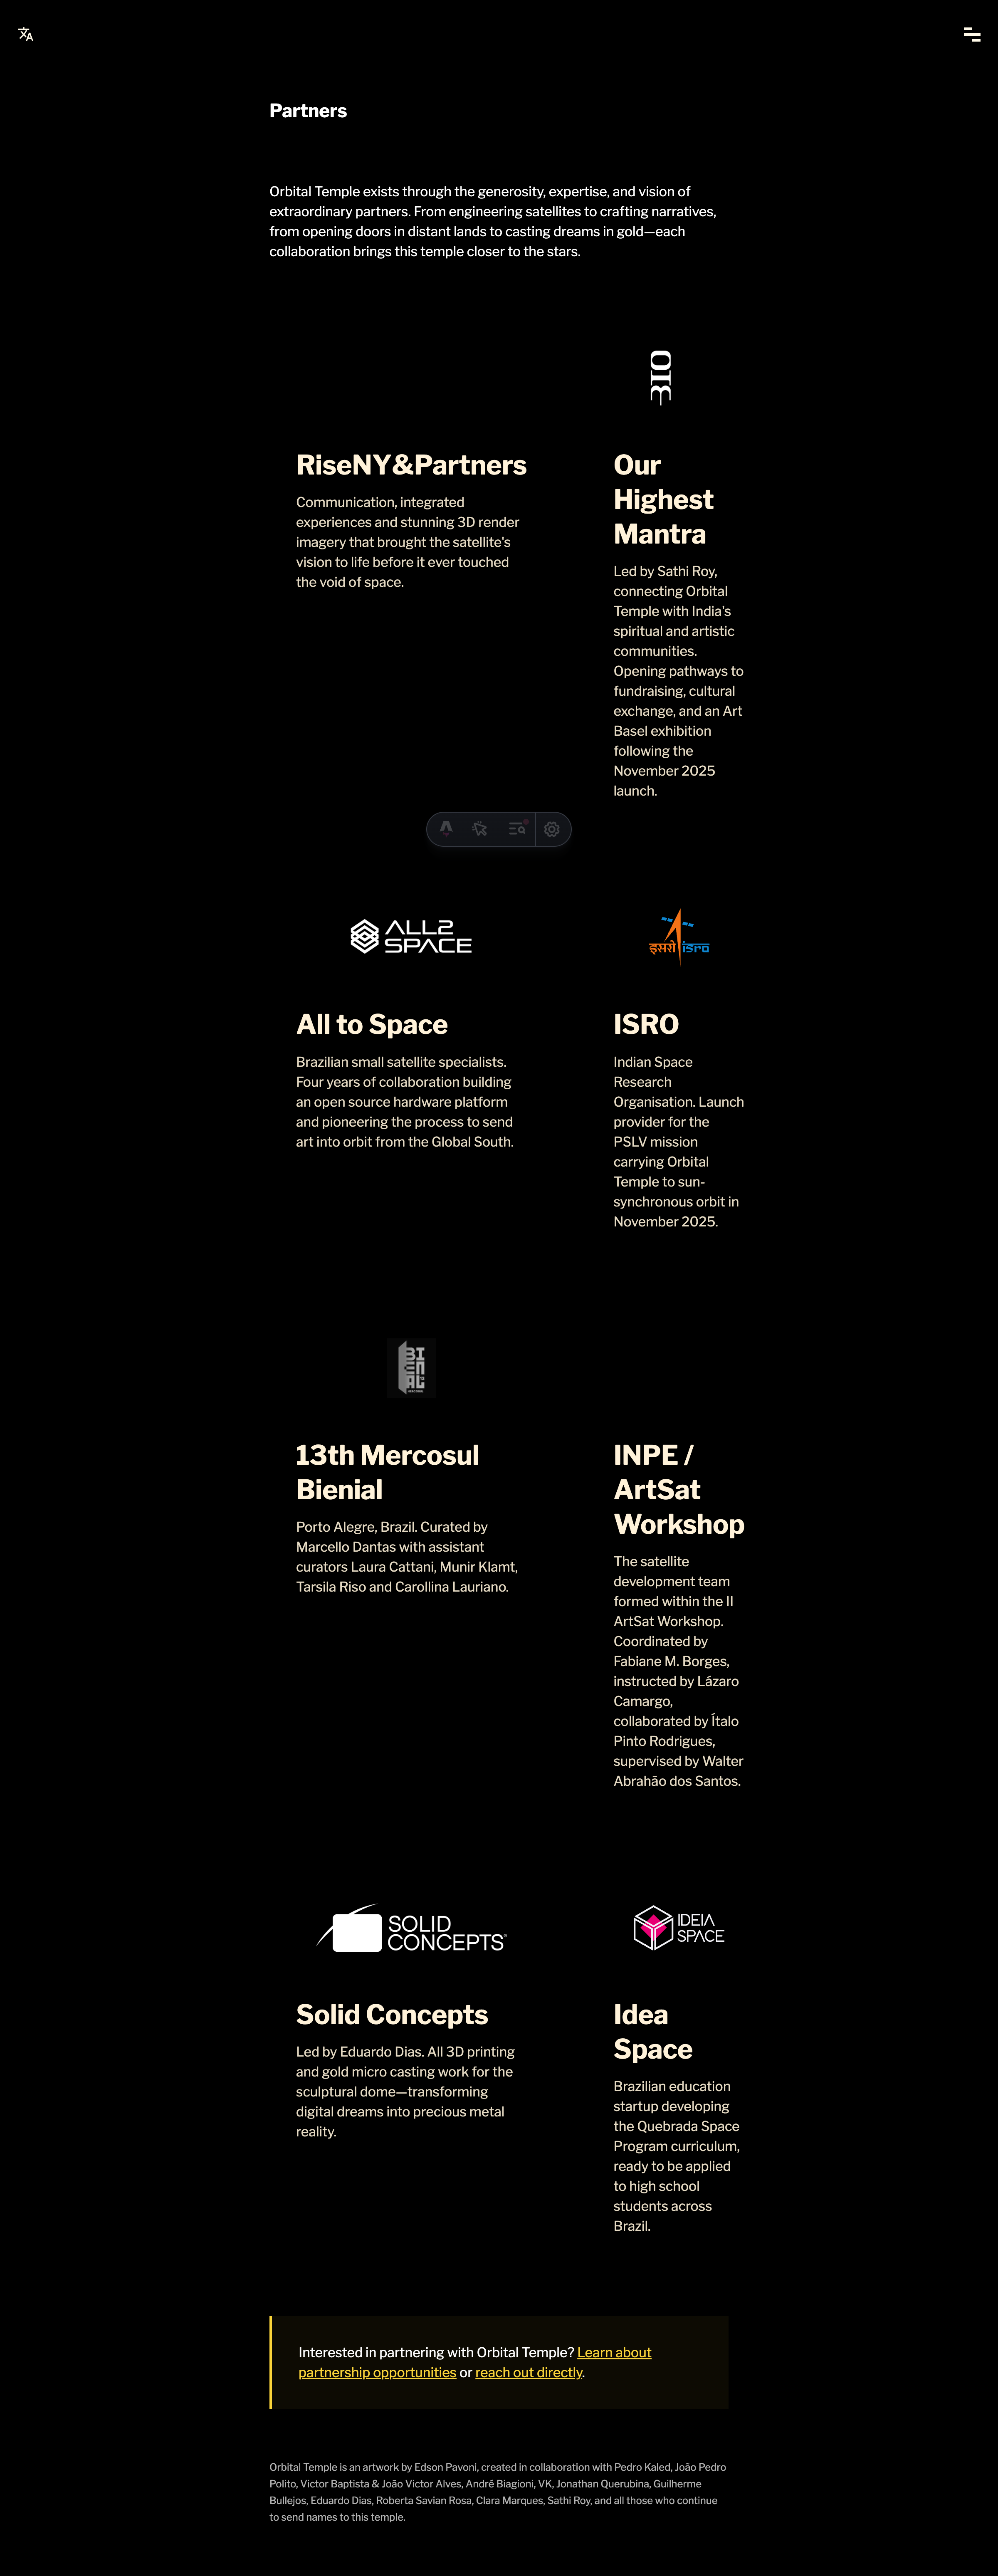 Partners
Orbital Temple exists through the generosity, expertise, and vision of
extraordinary partners. From engineering satellites to crafting narratives,
from opening doors in distant lands to casting dreams in gold—each
collaboration brings this temple closer to the stars.
RiseNY&Partners
Communication, integrated
experiences and stunning 3D render
imagery that brought the satellite's
vision to life before it ever touched
the void of space.
Our
Highest
Mantra
Led by Sathi Roy,
connecting Orbital
Temple with India's
spiritual and artistic
communities.
Opening pathways to
fundraising, cultural
exchange, and an Art
Basel exhibition
following the
November 2025
launch.
ALL2
SPACE
All to Space
Brazilian small satellite specialists.
Four years of collaboration building
an open source hardware platform
and pioneering the process to send
art into orbit from the Global South.
इसरो isro
ISRO
Indian Space
Research
Organisation. Launch
provider for the
PSLV mission
carrying Orbital
Temple to sun-
synchronous orbit in
November 2025.
BI
EN
AL
13th Mercosul
Bienial
Porto Alegre, Brazil. Curated by
Marcello Dantas with assistant
curators Laura Cattani, Munir Klamt,
Tarsila Riso and Carollina Lauriano.
INPE /
ArtSat
Workshop
The satellite
development team
formed within the II
ArtSat Workshop.
Coordinated by
Fabiane M. Borges,
instructed by Lázaro
Camargo,
collaborated by Ítalo
Pinto Rodrigues,
supervised by Walter
Abrahão dos Santos.
SOLID
CONCEPTS
Solid Concepts
Led by Eduardo Dias. All 3D printing
and gold micro casting work for the
sculptural dome—transforming
digital dreams into precious metal
reality.
IDEIA
SPACE
Idea
Space
Brazilian education
startup developing
the Quebrada Space
Program curriculum,
ready to be applied
to high school
students across
Brazil.
Interested in partnering with Orbital Temple? Learn about
partnership opportunities or reach out directly.
Orbital Temple is an artwork by Edson Pavoni, created in collaboration with Pedro Kaled, João Pedro
Polito, Victor Baptista & João Victor Alves, André Biagioni, VK, Jonathan Querubina, Guilherme
Bullejos, Eduardo Dias, Roberta Savian Rosa, Clara Marques, Sathi Roy, and all those who continue
to send names to this temple.